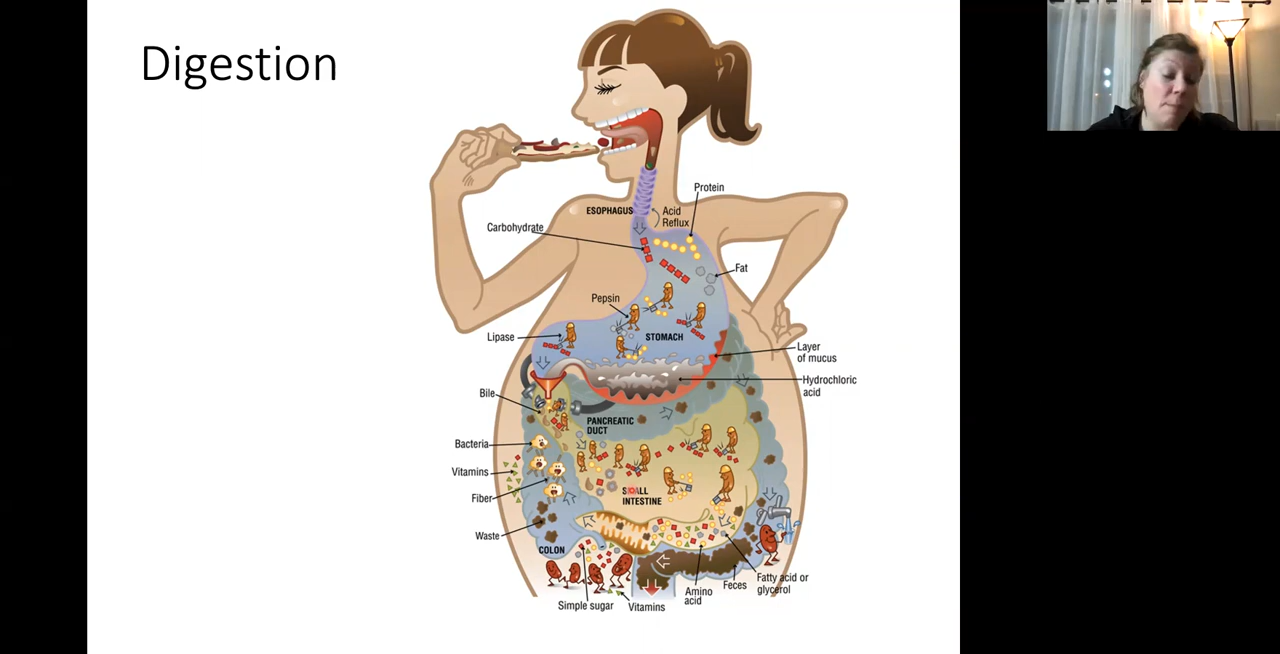 Digestion
Protein
ESOPHAGUS
Acid
Reflux
Carbohydrate
Fat
Pepsin
Lipase
STOMACH
Layer
of mucus
Hydrochloric
acid
Bile
PANCREATIC
DUCT
Bacteria
Vitamins
Fiber
SMALL
INTESTINE
Waste
COLON
Fatty acid or
glycerol
Feces
Amino
acid
Simple sugar
Vitamins